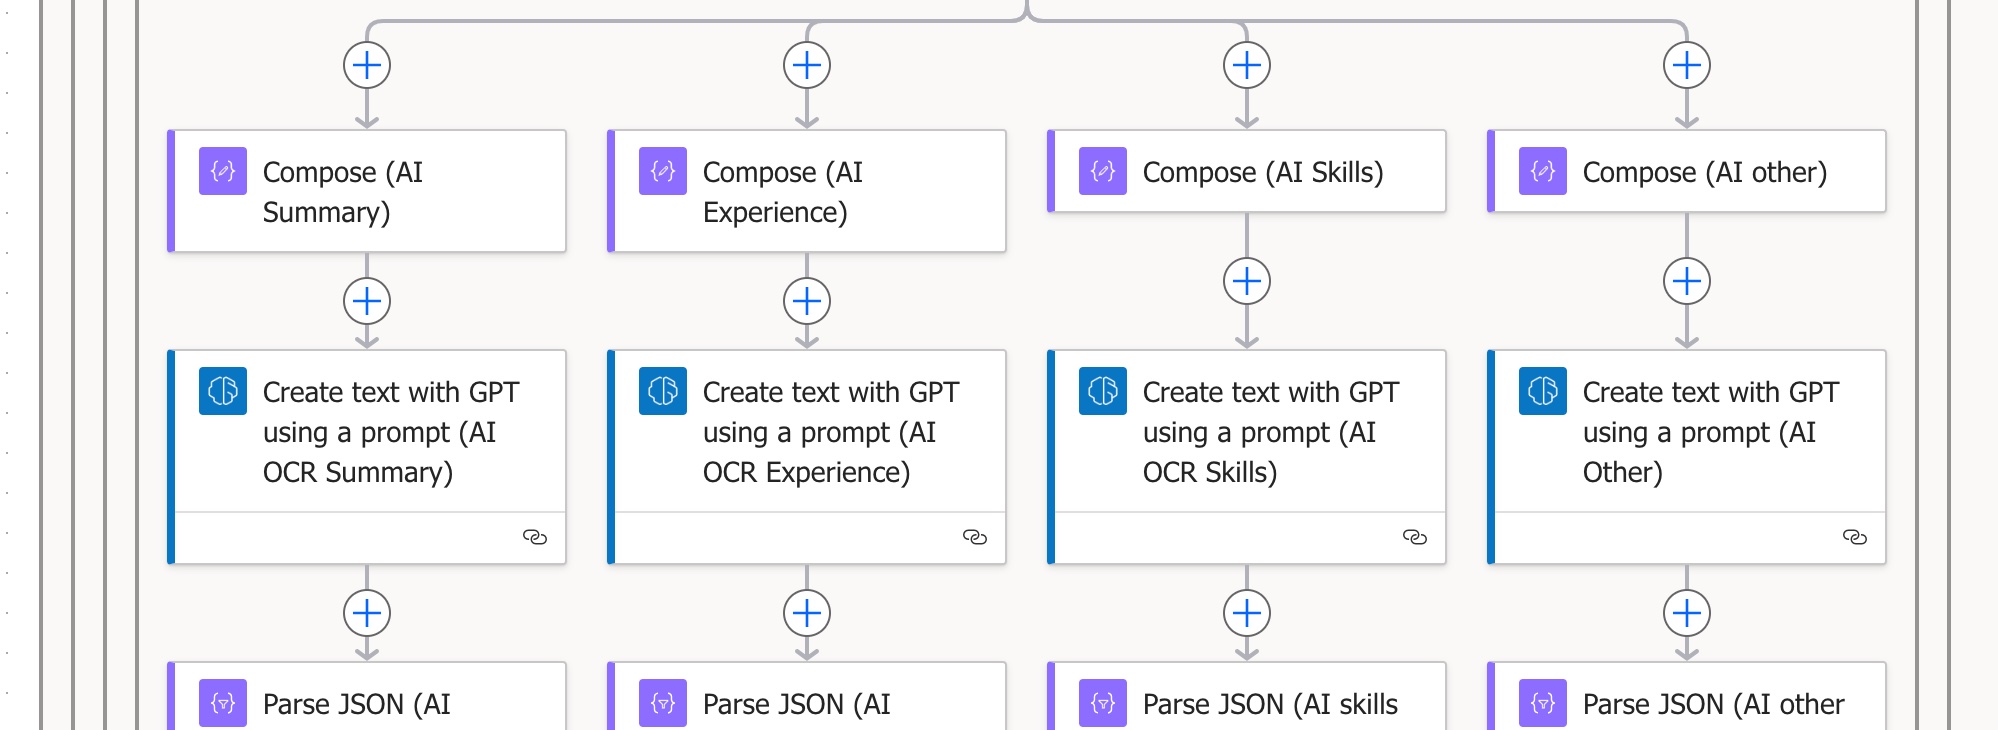 Compose (AI
Summary)
Compose (AI
Experience)
Compose (AI Skills)
Compose (AI other)
Create text with GPT
using a prompt (AI
OCR Summary)
Create text with GPT
using a prompt (AI
OCR Experience)
Create text with GPT
using a prompt (AI
OCR Skills)
Create text with GPT
using a prompt (AI
Other)
Parse JSON (AI
Parse JSON (AI
Parse JSON (AI skills
Parse JSON (AI other